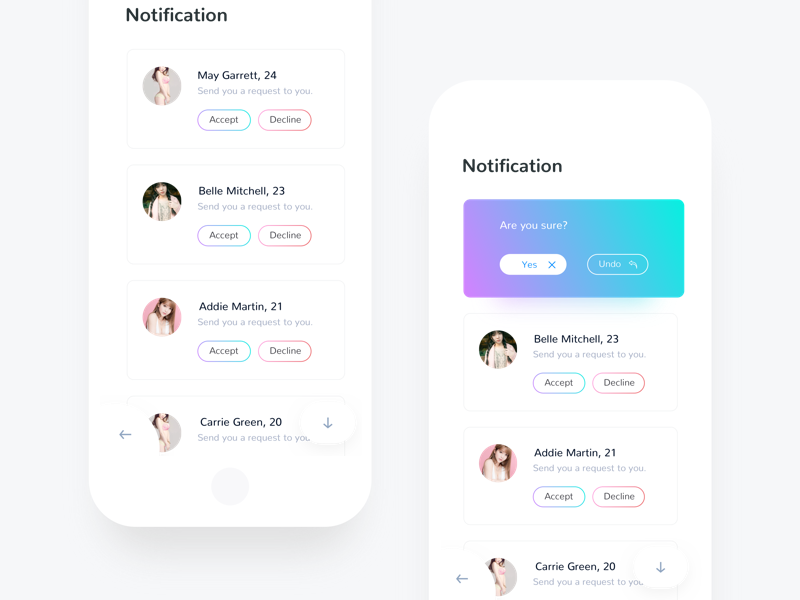 Notification
May Garrett, 24
Send you a request to you.
Accept
Decline
Belle Mitchell, 23
Send you a request to you.
Accept
Decline
Addie Martin, 21
Send you a request to you.
Accept
Decline
Carrie Green, 20
Send you a request to you
Notification
Are you sure?
Yes
Undo
Belle Mitchell, 23
Send you a request to you.
Accept
Decline
Addie Martin, 21
Send you a request to you.
Accept
Decline
Carrie Green, 20
Send you a request to you